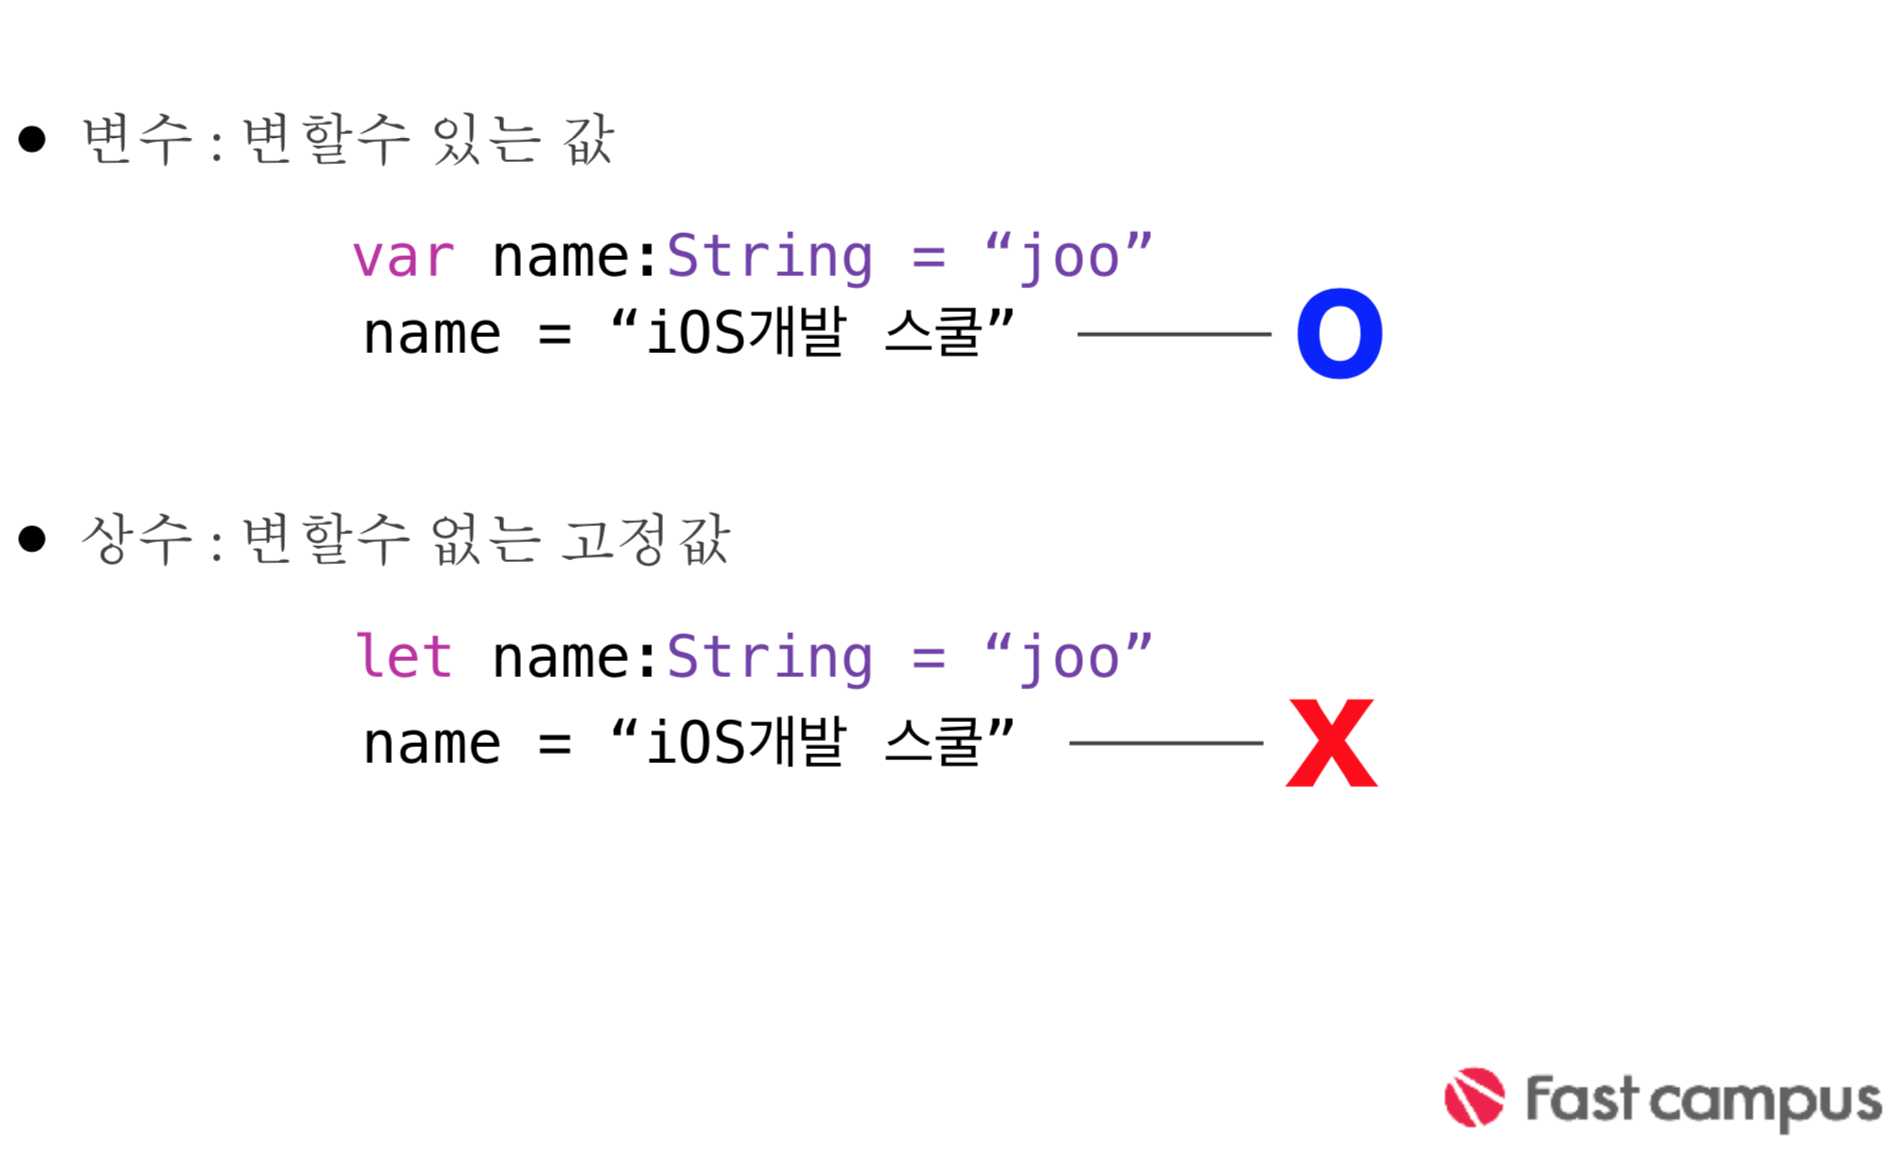 ● 변수 : 변할수 있는 값
var name:String = “joo”
name = “iOS개발 스쿨” O
● 상수 : 변할수 없는 고정값
let name:String = “joo”
name = “iOS개발 스쿨” X
Fast campus